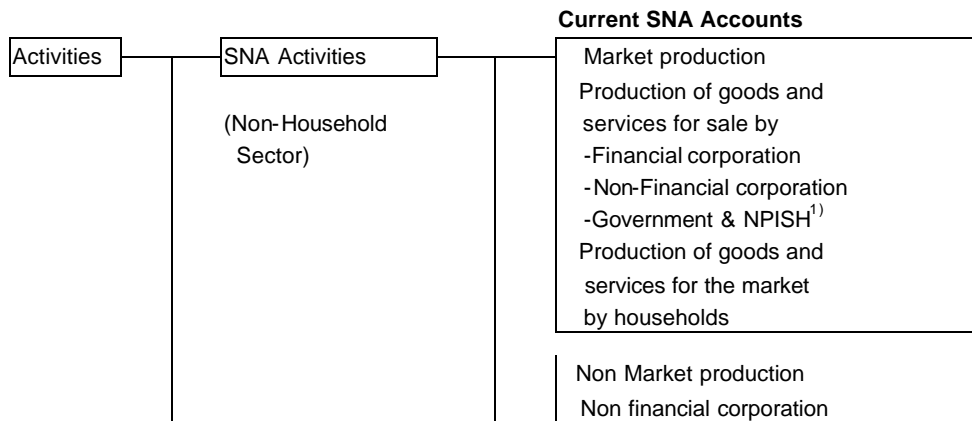 Current SNA Accounts
Activities
SNA Activities
(Non-Household
Sector)
Market production
Production of goods and
services for sale by
-Financial corporation
-Non-Financial corporation
-Government & NPISH1)
Production of goods and
services for the market
by households
Non Market production
Non financial corporation